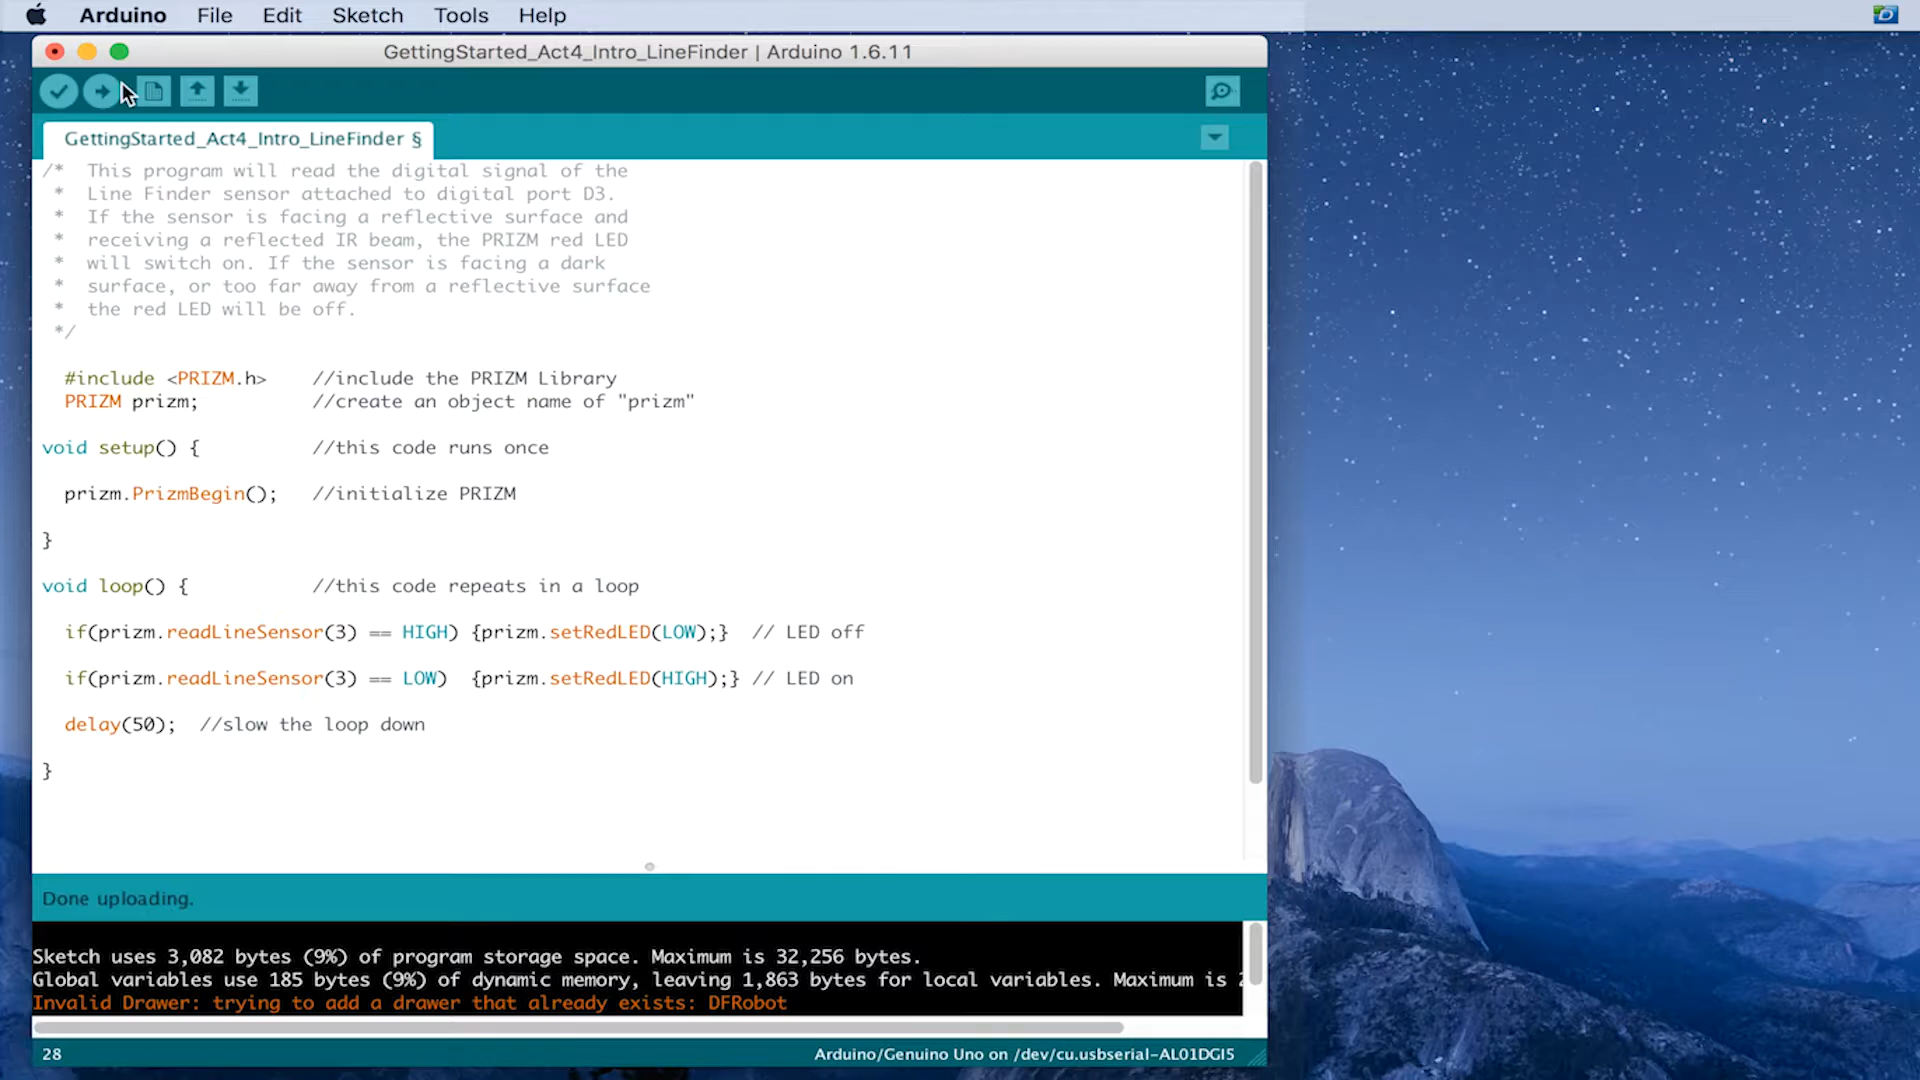 Arduino File Edit Sketch Tools Help
GettingStarted_Act4_Intro_LineFinder | Arduino 1.6.11
GettingStarted_Act4_Intro_LineFinder §
/*  This program will read the digital signal of the
 *  Line Finder sensor attached to digital port D3.
 *  If the sensor is facing a reflective surface and
 *  receiving a reflected IR beam, the PRIZM red LED
 *  will switch on. If the sensor is facing a dark
 *  surface, or too far away from a reflective surface
 *  the red LED will be off.
 */
  #include <PRIZM.h>    //include the PRIZM Library
  PRIZM prizm;          //create an object name of "prizm"
void setup() {          //this code runs once
  prizm.PrizmBegin();   //initialize PRIZM
}
void loop() {           //this code repeats in a loop
  if(prizm.readLineSensor(3) == HIGH) {prizm.setRedLED(LOW);}  // LED off
  if(prizm.readLineSensor(3) == LOW)  {prizm.setRedLED(HIGH);} // LED on
  delay(50);  //slow the loop down
}
Done uploading.
Sketch uses 3,082 bytes (9%) of program storage space. Maximum is 32,256 bytes.
Global variables use 185 bytes (9%) of dynamic memory, leaving 1,863 bytes for local variables. Maximum is
Invalid Drawer: trying to add a drawer that already exists: DFRobot
28 Arduino/Genuino Uno on /dev/cu.usbserial-AL01DGI5